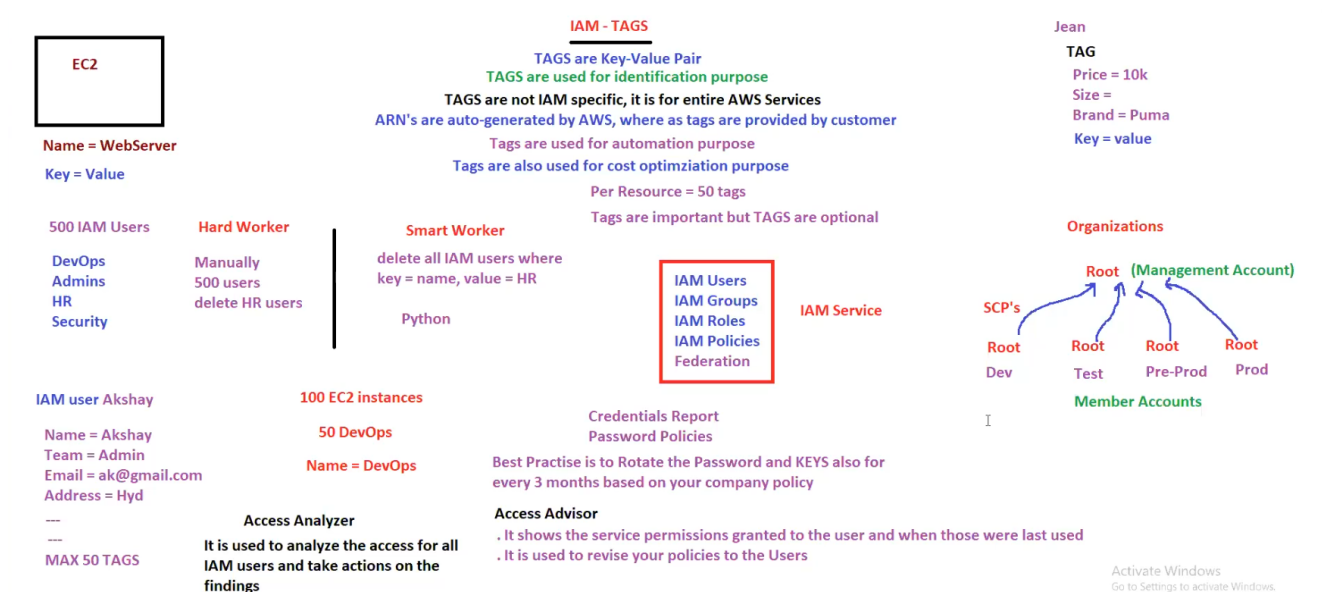 IAM - TAGS
TAGS are Key-Value Pair
TAGS are used for identification purpose
TAGS are not IAM specific, it is for entire AWS Services
ARN's are auto-generated by AWS, where as tags are provided by customer
Tags are used for automation purpose
Tags are also used for cost optimziation purpose
Per Resource = 50 tags
Tags are important but TAGS are optional
EC2
Name = WebServer
Key = Value
Jean
TAG
Price = 10k
Size =
Brand = Puma
Key = value
500 IAM Users
DevOps
Admins
HR
Security
Hard Worker
Manually
500 users
delete HR users
Smart Worker
delete all IAM users where
key = name, value = HR
Python
IAM Users
IAM Groups
IAM Roles
IAM Policies
Federation
IAM Service
Organizations
Root (Management Account)
SCP's
Root Root Root Root
Dev Test Pre-Prod Prod
Member Accounts
IAM user Akshay
Name = Akshay
Team = Admin
Email = ak@gmail.com
Address = Hyd
---
---
MAX 50 TAGS
100 EC2 instances
50 DevOps
Name = DevOps
Access Analyzer
It is used to analyze the access for all
IAM users and take actions on the
findings
Credentials Report
Password Policies
Best Practise is to Rotate the Password and KEYS also for
every 3 months based on your company policy
Access Advisor
. It shows the service permissions granted to the user and when those were last used
. It is used to revise your policies to the Users
Activate Windows
Go to Settings to activate Windows.